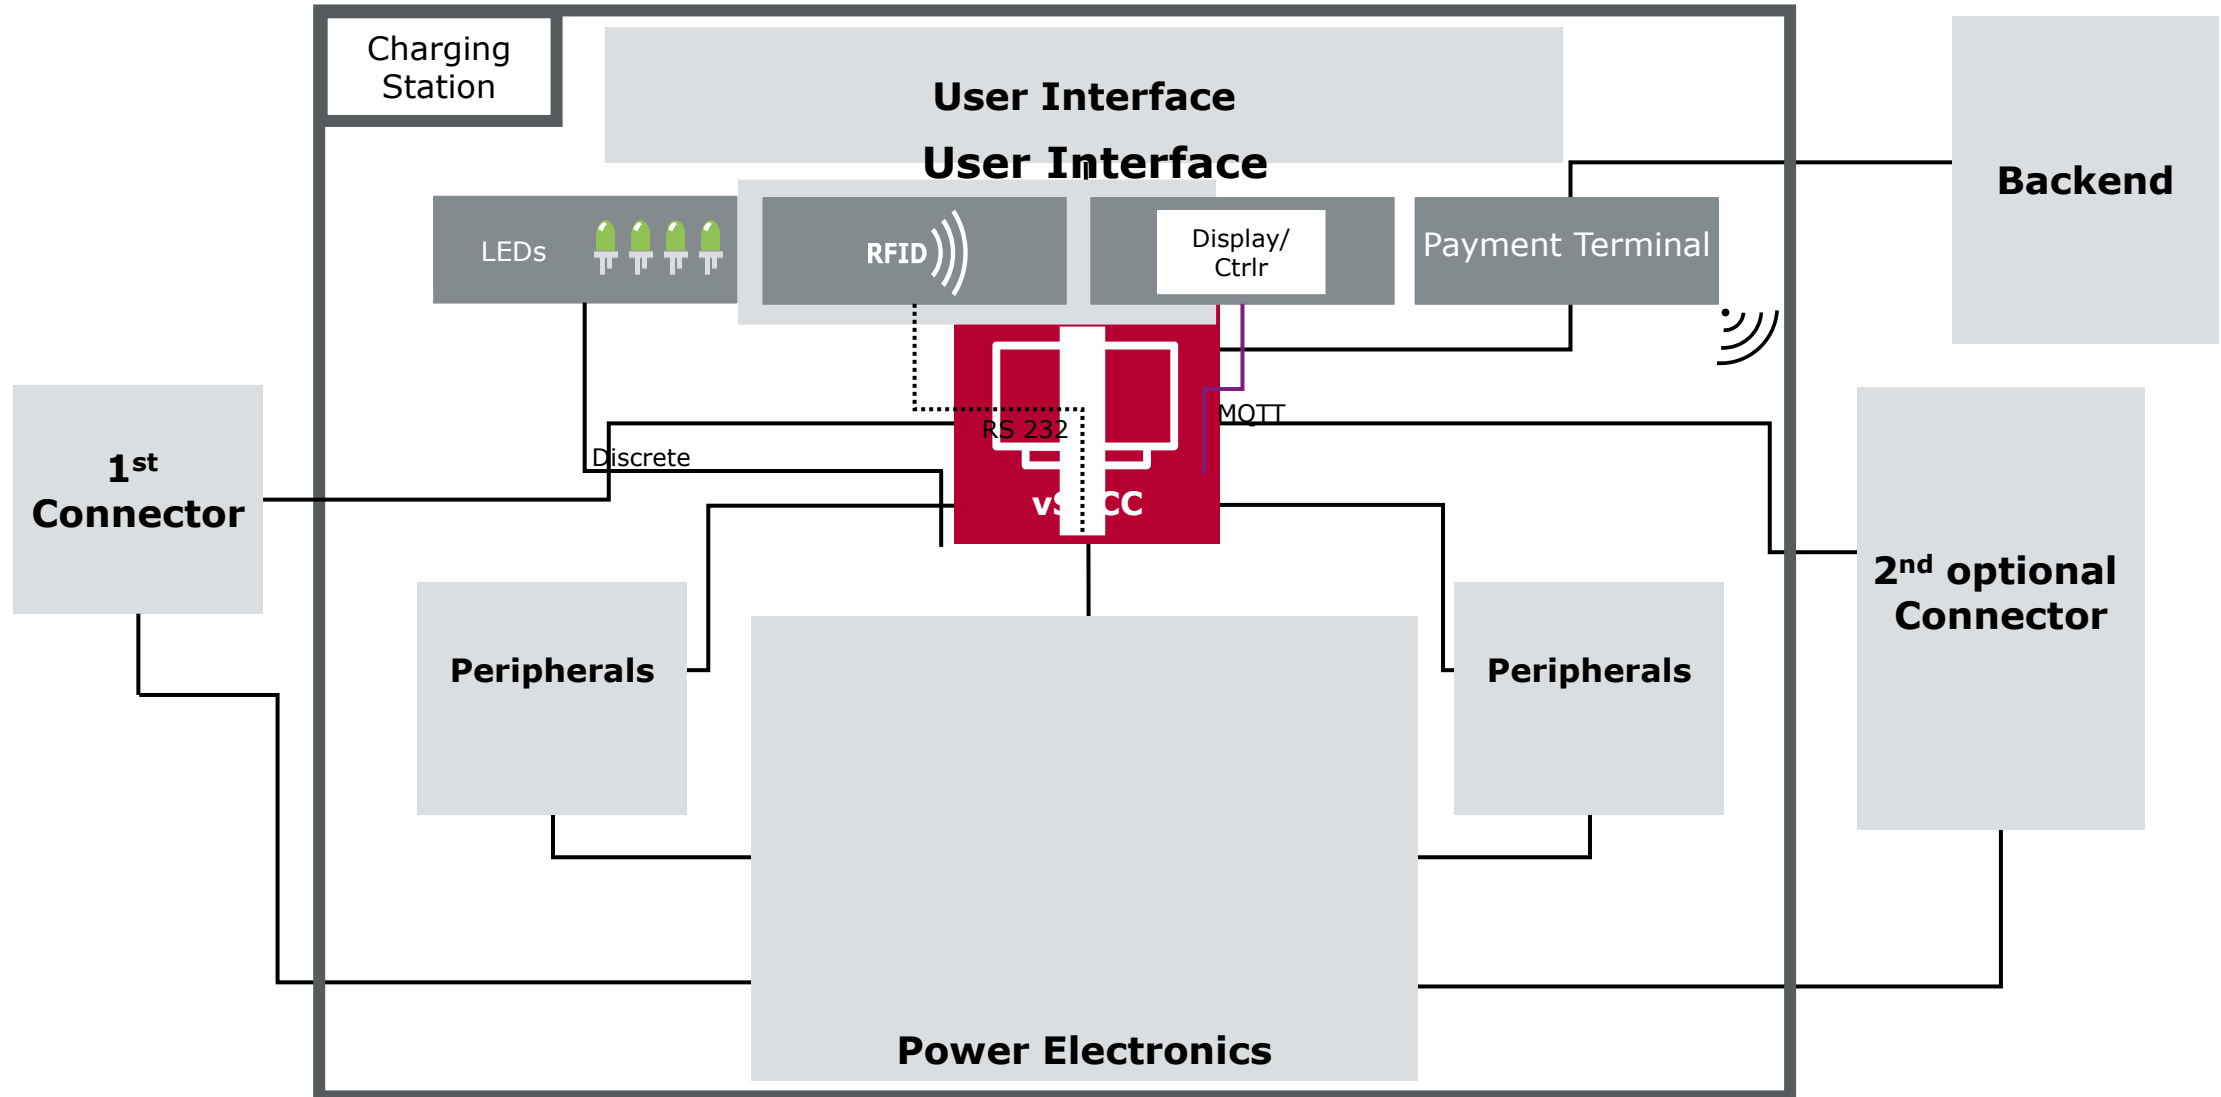 Charging
Station
User Interface
User Interface
Backend
LEDs
RFID
Display/
Ctrlr
Payment Terminal
MQTT
RS 232
Discrete
1st
Connector
2nd optional
Connector
Peripherals
Peripherals
Power Electronics